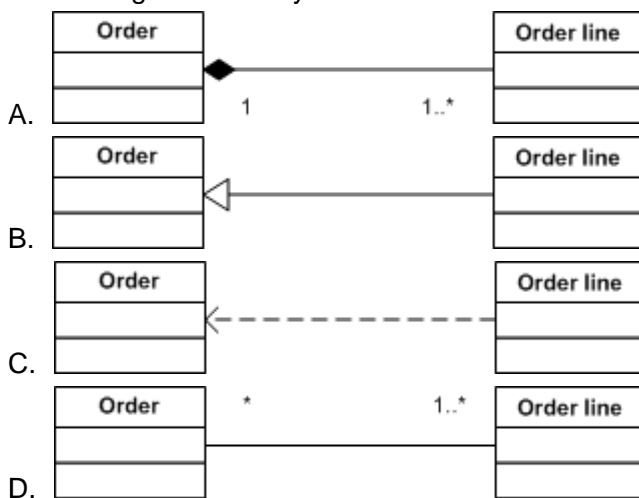 Order Order line
A. 1 1..*
Order Order line
B.
Order Order line
C.
Order * 1..* Order line
D.